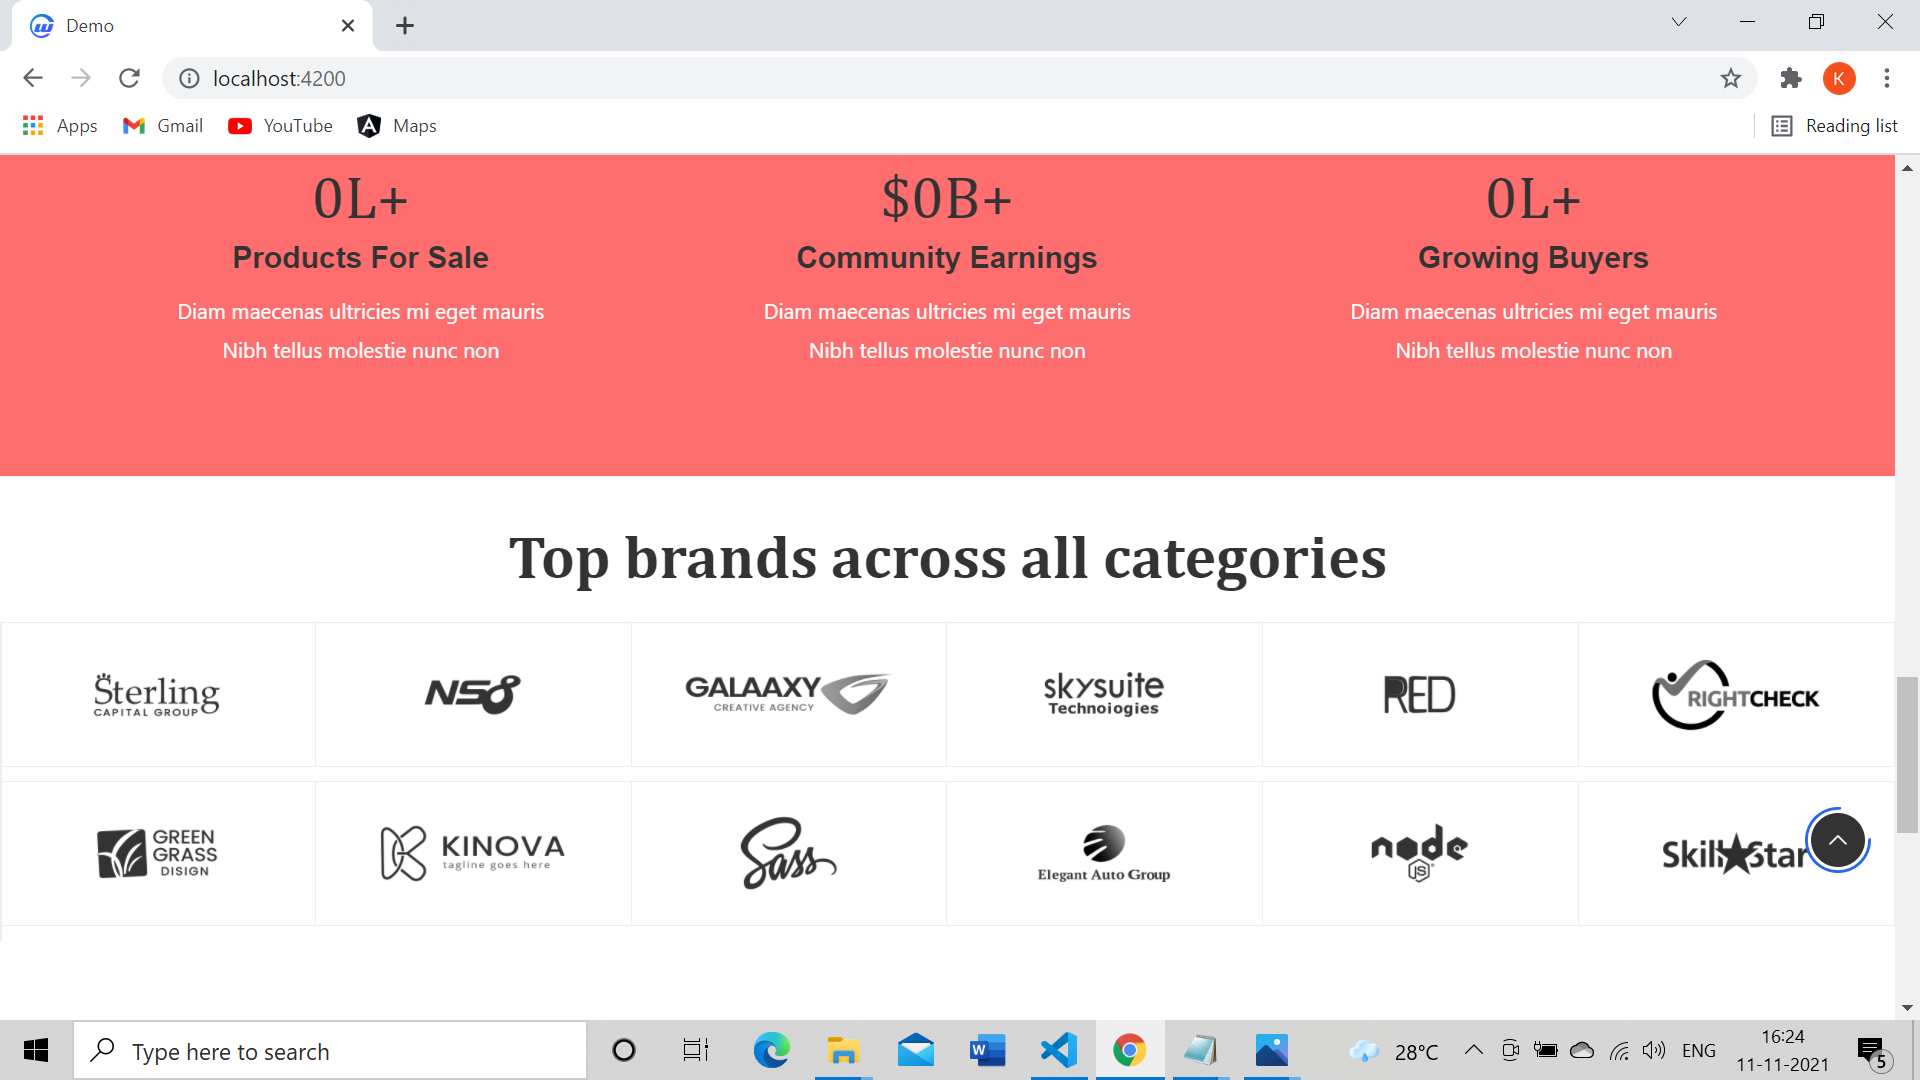 Demo
localhost:4200
Apps Gmail YouTube Maps Reading list
K
0L+ $0B+ 0L+
Products For Sale Community Earnings Growing Buyers
Diam maecenas ultricies mi eget mauris Diam maecenas ultricies mi eget mauris Diam maecenas ultricies mi eget mauris
Nibh tellus molestie nunc non Nibh tellus molestie nunc non Nibh tellus molestie nunc non
Top brands across all categories
Sterling
CAPITAL GROUP
NS8
GALAAXY
CREATIVE AGENCY
skysuite
Technoiogies
RED
RIGHTCHECK
GREEN
GRASS
DISIGN
KINOVA
tagline goes here
Sass
Elegant Auto Group
node
JS
Skill Star
Type here to search
W
28°C
ENG
16:24
11-11-2021
5